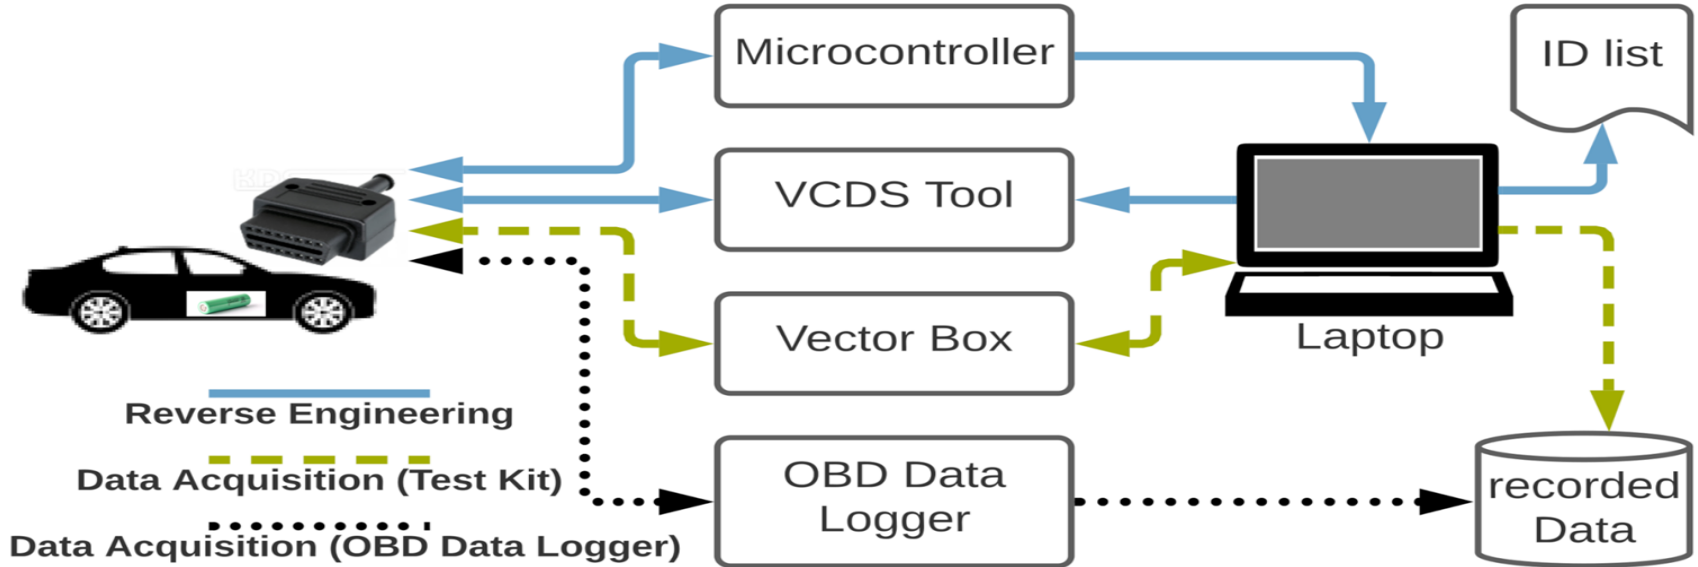 Microcontroller
ID list
VCDS Tool
Vector Box
Laptop
Reverse Engineering
Data Acquisition (Test Kit)
OBD Data
Logger
recorded
Data
Data Acquisition (OBD Data Logger)